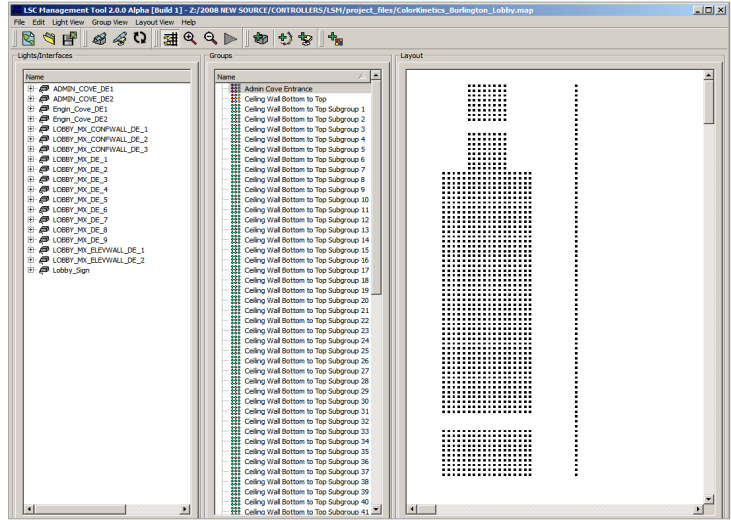 LSC Management Tool 2.0.0 Alpha [Build 1] - Z:/2008 NEW SOURCE/CONTROLLERS/LSM/project_files/ColorKinetics_Burlington_Lobby.map
File Edit Light View Group View Layout View Help
Lights/Interfaces
Name
ADMIN_COVE_DE1
ADMIN_COVE_DE2
Engin_Cove_DE1
Engin_Cove_DE2
LOBBY_MX_CONFWALL_DE_1
LOBBY_MX_CONFWALL_DE_2
LOBBY_MX_CONFWALL_DE_3
LOBBY_MX_DE_1
LOBBY_MX_DE_2
LOBBY_MX_DE_3
LOBBY_MX_DE_4
LOBBY_MX_DE_5
LOBBY_MX_DE_6
LOBBY_MX_DE_7
LOBBY_MX_DE_8
LOBBY_MX_DE_9
LOBBY_MX_ELEVWALL_DE_1
LOBBY_MX_ELEVWALL_DE_2
Lobby_Sign
Groups
Name
Admin Cove Entrance
Ceiling Wall Bottom to Top
Ceiling Wall Bottom to Top Subgroup 1
Ceiling Wall Bottom to Top Subgroup 2
Ceiling Wall Bottom to Top Subgroup 3
Ceiling Wall Bottom to Top Subgroup 4
Ceiling Wall Bottom to Top Subgroup 5
Ceiling Wall Bottom to Top Subgroup 6
Ceiling Wall Bottom to Top Subgroup 7
Ceiling Wall Bottom to Top Subgroup 8
Ceiling Wall Bottom to Top Subgroup 9
Ceiling Wall Bottom to Top Subgroup 10
Ceiling Wall Bottom to Top Subgroup 11
Ceiling Wall Bottom to Top Subgroup 12
Ceiling Wall Bottom to Top Subgroup 13
Ceiling Wall Bottom to Top Subgroup 14
Ceiling Wall Bottom to Top Subgroup 15
Ceiling Wall Bottom to Top Subgroup 16
Ceiling Wall Bottom to Top Subgroup 17
Ceiling Wall Bottom to Top Subgroup 18
Ceiling Wall Bottom to Top Subgroup 19
Ceiling Wall Bottom to Top Subgroup 20
Ceiling Wall Bottom to Top Subgroup 21
Ceiling Wall Bottom to Top Subgroup 22
Ceiling Wall Bottom to Top Subgroup 23
Ceiling Wall Bottom to Top Subgroup 24
Ceiling Wall Bottom to Top Subgroup 25
Ceiling Wall Bottom to Top Subgroup 26
Ceiling Wall Bottom to Top Subgroup 27
Ceiling Wall Bottom to Top Subgroup 28
Ceiling Wall Bottom to Top Subgroup 29
Ceiling Wall Bottom to Top Subgroup 30
Ceiling Wall Bottom to Top Subgroup 31
Ceiling Wall Bottom to Top Subgroup 32
Ceiling Wall Bottom to Top Subgroup 33
Ceiling Wall Bottom to Top Subgroup 34
Ceiling Wall Bottom to Top Subgroup 35
Ceiling Wall Bottom to Top Subgroup 36
Ceiling Wall Bottom to Top Subgroup 37
Ceiling Wall Bottom to Top Subgroup 38
Ceiling Wall Bottom to Top Subgroup 39
Ceiling Wall Bottom to Top Subgroup 40
Ceiling Wall Bottom to Top Subgroup 41
Layout